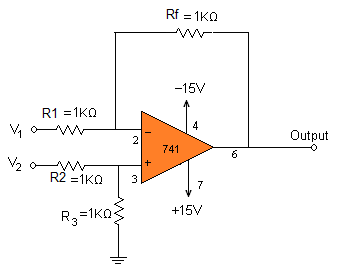 Rf = 1KΩ
−15V
R1 =1KΩ
V1
2
−
4
Output
741
6
V2
R2 =1KΩ
3
+
7
R3 =1KΩ
+15V